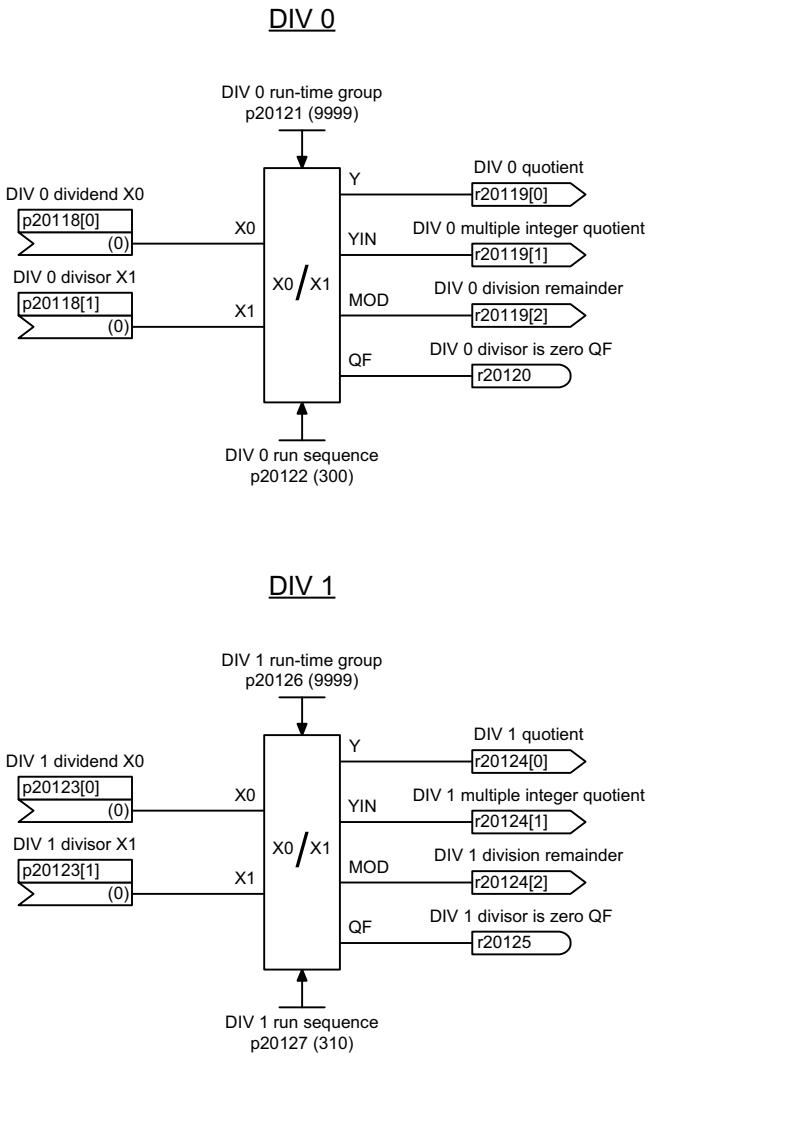 DIV 0
DIV 0 run-time group
p20121 (9999)
DIV 0 dividend X0
p20118[0]
(0)
X0
DIV 0 divisor X1
p20118[1]
(0)
X1
X0/X1
Y
DIV 0 quotient
r20119[0]
YIN
DIV 0 multiple integer quotient
r20119[1]
MOD
DIV 0 division remainder
r20119[2]
QF
DIV 0 divisor is zero QF
r20120
DIV 0 run sequence
p20122 (300)
DIV 1
DIV 1 run-time group
p20126 (9999)
DIV 1 dividend X0
p20123[0]
(0)
X0
DIV 1 divisor X1
p20123[1]
(0)
X1
X0/X1
Y
DIV 1 quotient
r20124[0]
YIN
DIV 1 multiple integer quotient
r20124[1]
MOD
DIV 1 division remainder
r20124[2]
QF
DIV 1 divisor is zero QF
r20125
DIV 1 run sequence
p20127 (310)